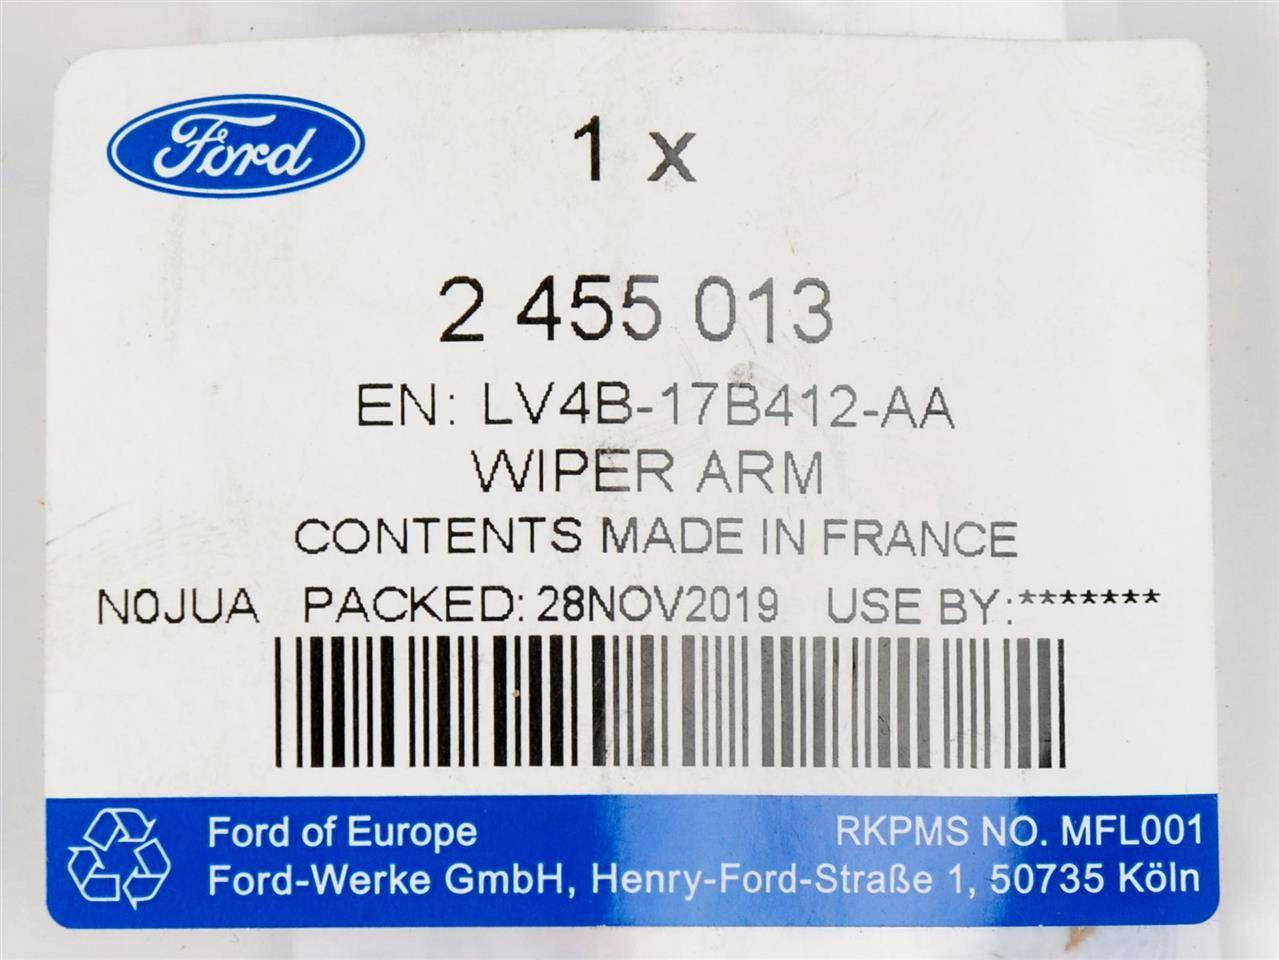 Ford
1 x
2 455 013
EN: LV4B-17B412-AA
WIPER ARM
CONTENTS MADE IN FRANCE
N0JUA PACKED: 28NOV2019 USE BY:*******
Ford of Europe
RKPMS NO. MFL001
Ford-Werke GmbH, Henry-Ford-Straße 1, 50735 Köln